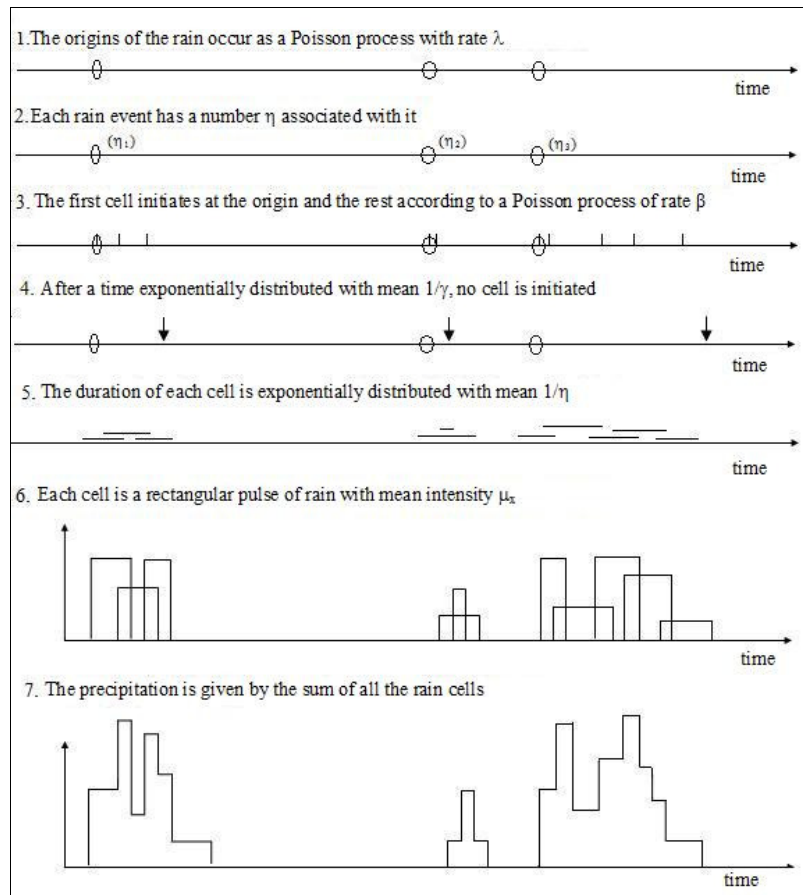 1.The origins of the rain occur as a Poisson process with rate λ
time
2.Each rain event has a number η associated with it
(η₁) (η₂) (η₃)
time
3. The first cell initiates at the origin and the rest according to a Poisson process of rate β
time
4. After a time exponentially distributed with mean 1/γ, no cell is initiated
time
5. The duration of each cell is exponentially distributed with mean 1/η
time
6. Each cell is a rectangular pulse of rain with mean intensity μₓ
time
7. The precipitation is given by the sum of all the rain cells
time